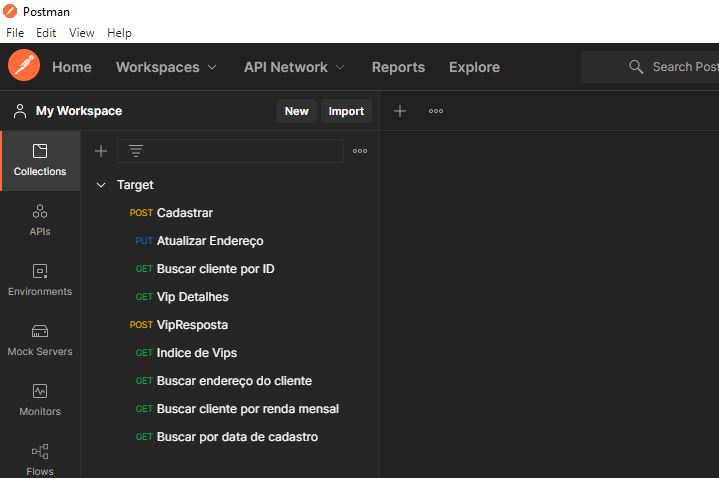 Postman
File Edit View Help
Home Workspaces API Network Reports Explore Search Post
My Workspace New Import
Collections
APIs
Environments
Mock Servers
Monitors
Flows
Target
POST Cadastrar
PUT Atualizar Endereço
GET Buscar cliente por ID
GET Vip Detalhes
POST VipResposta
GET Indice de Vips
GET Buscar endereço do cliente
GET Buscar cliente por renda mensal
GET Buscar por data de cadastro